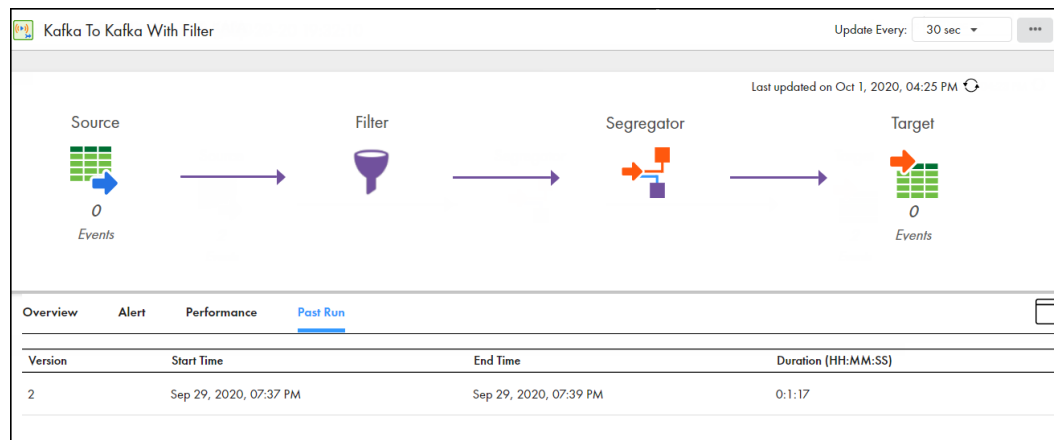 Kafka To Kafka With Filter
Update Every: 30 sec
Last updated on Oct 1, 2020, 04:25 PM
Source Filter Segregator Target
0 0
Events Events
Overview Alert Performance Past Run
Version Start Time End Time Duration (HH:MM:SS)
2 Sep 29, 2020, 07:37 PM Sep 29, 2020, 07:39 PM 0:1:17